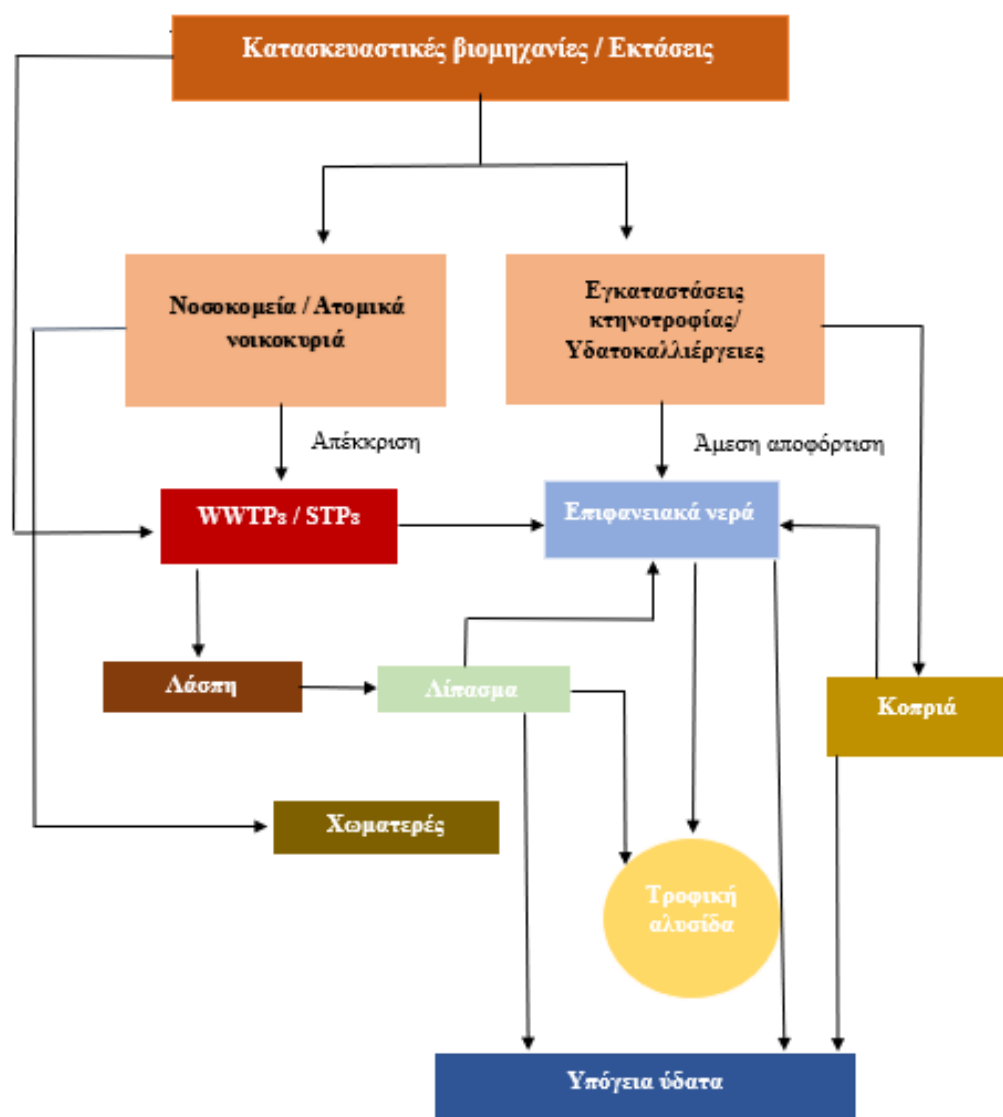 Κατασκευαστικές βιομηχανίες / Εκτάσεις
Νοσοκομεία / Ατομικά
νοικοκυριά
Εγκαταστάσεις
κτηνοτροφίας/
Υδατοκαλλιέργειες
Απέκκριση
Άμεση αποφόρτιση
WWTPs / STPs
Επιφανειακά νερά
Λάσπη
Λίπασμα
Κοπριά
Χωματερές
Τροφική
αλυσίδα
Υπόγεια ύδατα